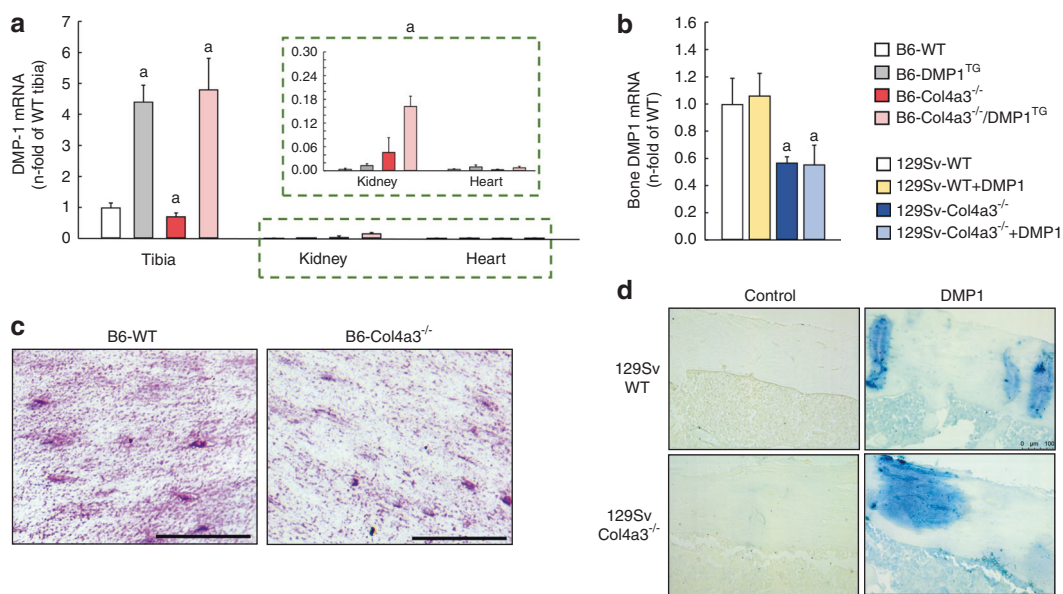 a
DMP-1 mRNA
(n-fold of WT tibia)
7
6
5
4
3
2
1
0
a
a
a
Tibia
Kidney
Heart
a
0.30
0.24
0.18
0.12
0.06
0.00
Kidney
Heart
b
Bone DMP1 mRNA
(n-fold of WT)
1.6
1.4
1.2
1.0
0.8
0.6
0.4
0.2
0.0
a
a
B6-WT
B6-DMP1TG
B6-Col4a3-/-
B6-Col4a3-/-/DMP1TG
129Sv-WT
129Sv-WT+DMP1
129Sv-Col4a3-/-
129Sv-Col4a3-/-+DMP1
c
B6-WT
B6-Col4a3-/-
d
Control
DMP1
129Sv
WT
0 µm 100
129Sv
Col4a3-/-